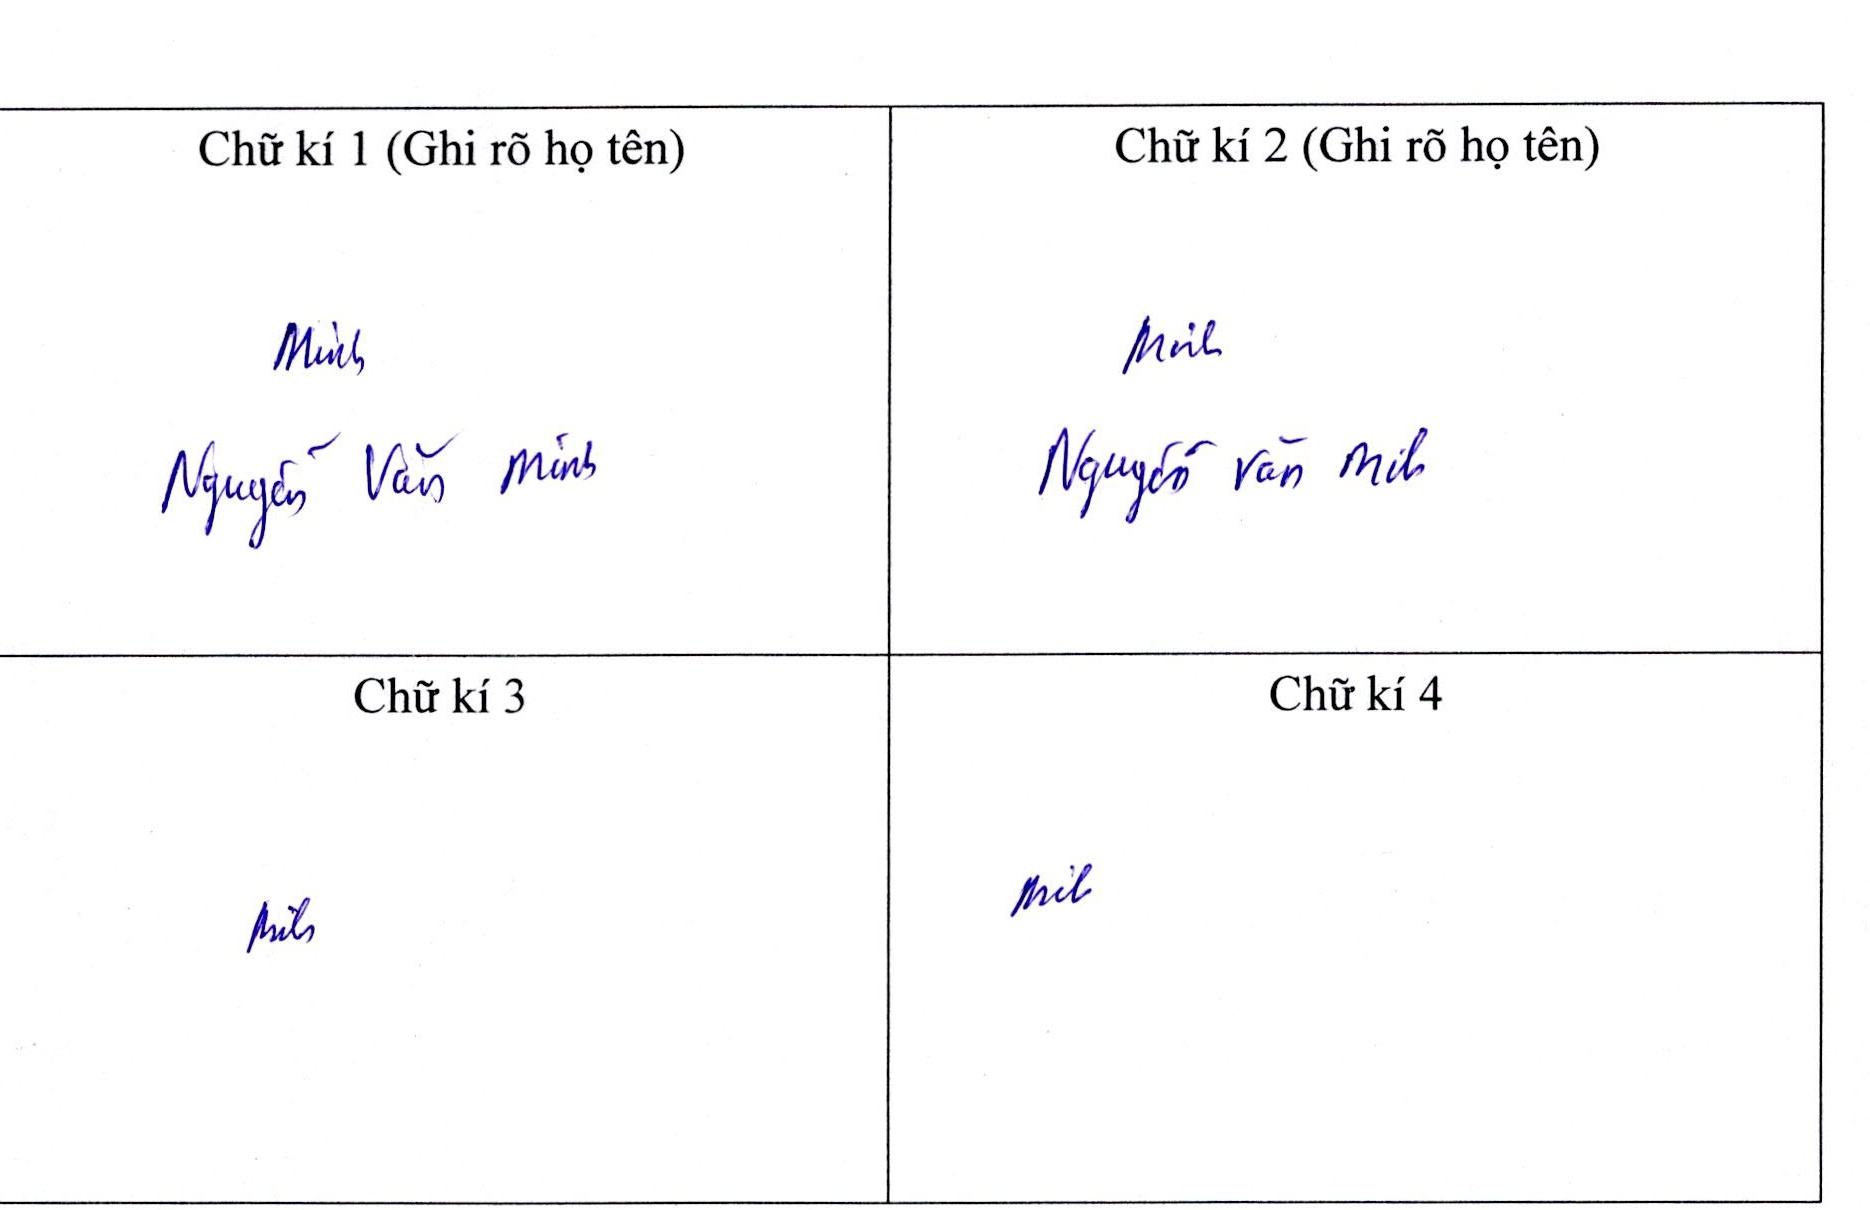 Chữ kí 1 (Ghi rõ họ tên)
Minh
Nguyễn Văn Minh
Chữ kí 2 (Ghi rõ họ tên)
Minh
Nguyễn Văn Minh
Chữ kí 3
Minh
Chữ kí 4
Minh